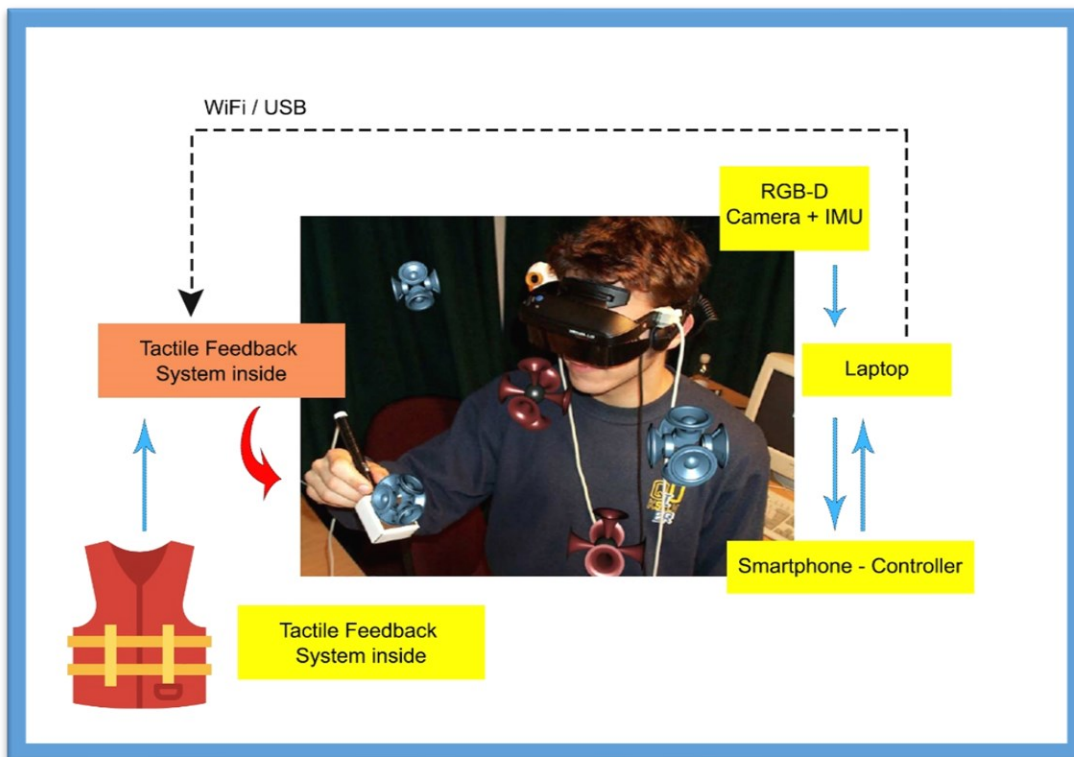 WiFi / USB
RGB-D
Camera + IMU
Tactile Feedback
System inside
Laptop
Smartphone - Controller
Tactile Feedback
System inside